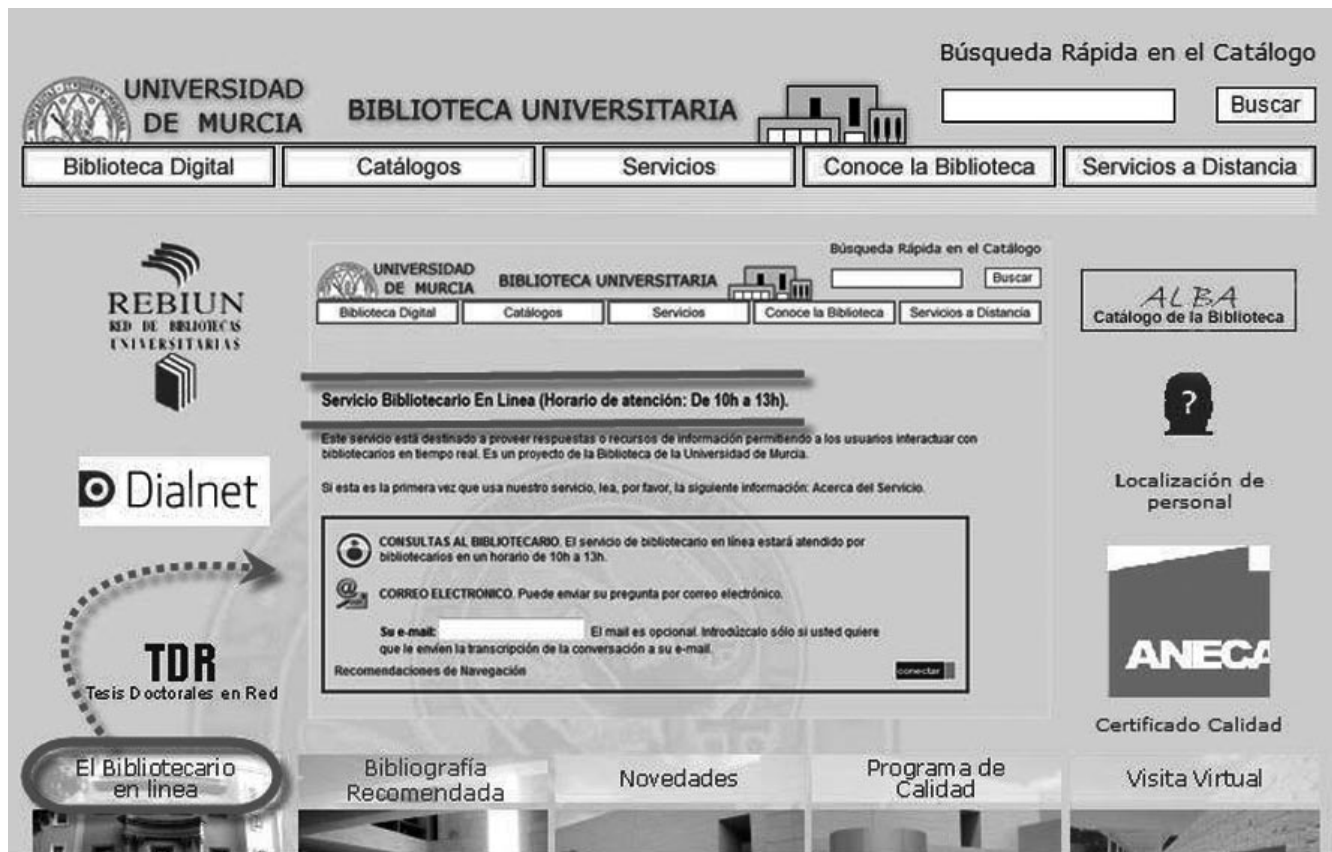 Búsqueda Rápida en el Catálogo
UNIVERSIDAD
DE MURCIA
BIBLIOTECA UNIVERSITARIA
Buscar
Biblioteca Digital
Catálogos
Servicios
Conoce la Biblioteca
Servicios a Distancia
REBIUN
RED DE BIBLIOTECAS
UNIVERSITARIAS
Dialnet
TDR
Tesis Doctorales en Red
Búsqueda Rápida en el Catálogo
UNIVERSIDAD
DE MURCIA
BIBLIOTECA UNIVERSITARIA
Buscar
Biblioteca Digital
Catálogos
Servicios
Conoce la Biblioteca
Servicios a Distancia
Servicio Bibliotecario En Linea (Horario de atención: De 10h a 13h).
Este servicio está destinado a proveer respuestas o recursos de información permitiendo a los usuarios interactuar con
bibliotecarios en tiempo real. Es un proyecto de la Biblioteca de la Universidad de Murcia.
Si esta es la primera vez que usa nuestro servicio, lea, por favor, la siguiente información: Acerca del Servicio.
CONSULTAS AL BIBLIOTECARIO. El servicio de bibliotecario en línea estará atendido por
bibliotecarios en un horario de 10h a 13h.
@
CORREO ELECTRÓNICO. Puede enviar su pregunta por correo electrónico.
Su e-mail:
El mail es opcional. Introdúzcalo sólo si usted quiere
que le envíen la transcripción de la conversación a su e-mail.
Recomendaciones de Navegación
conectar
ALBA
Catálogo de la Biblioteca
?
Localización de
personal
ANECA
Certificado Calidad
El Bibliotecario
en linea
Bibliografía
Recomendada
Novedades
Programa de
Calidad
Visita Virtual